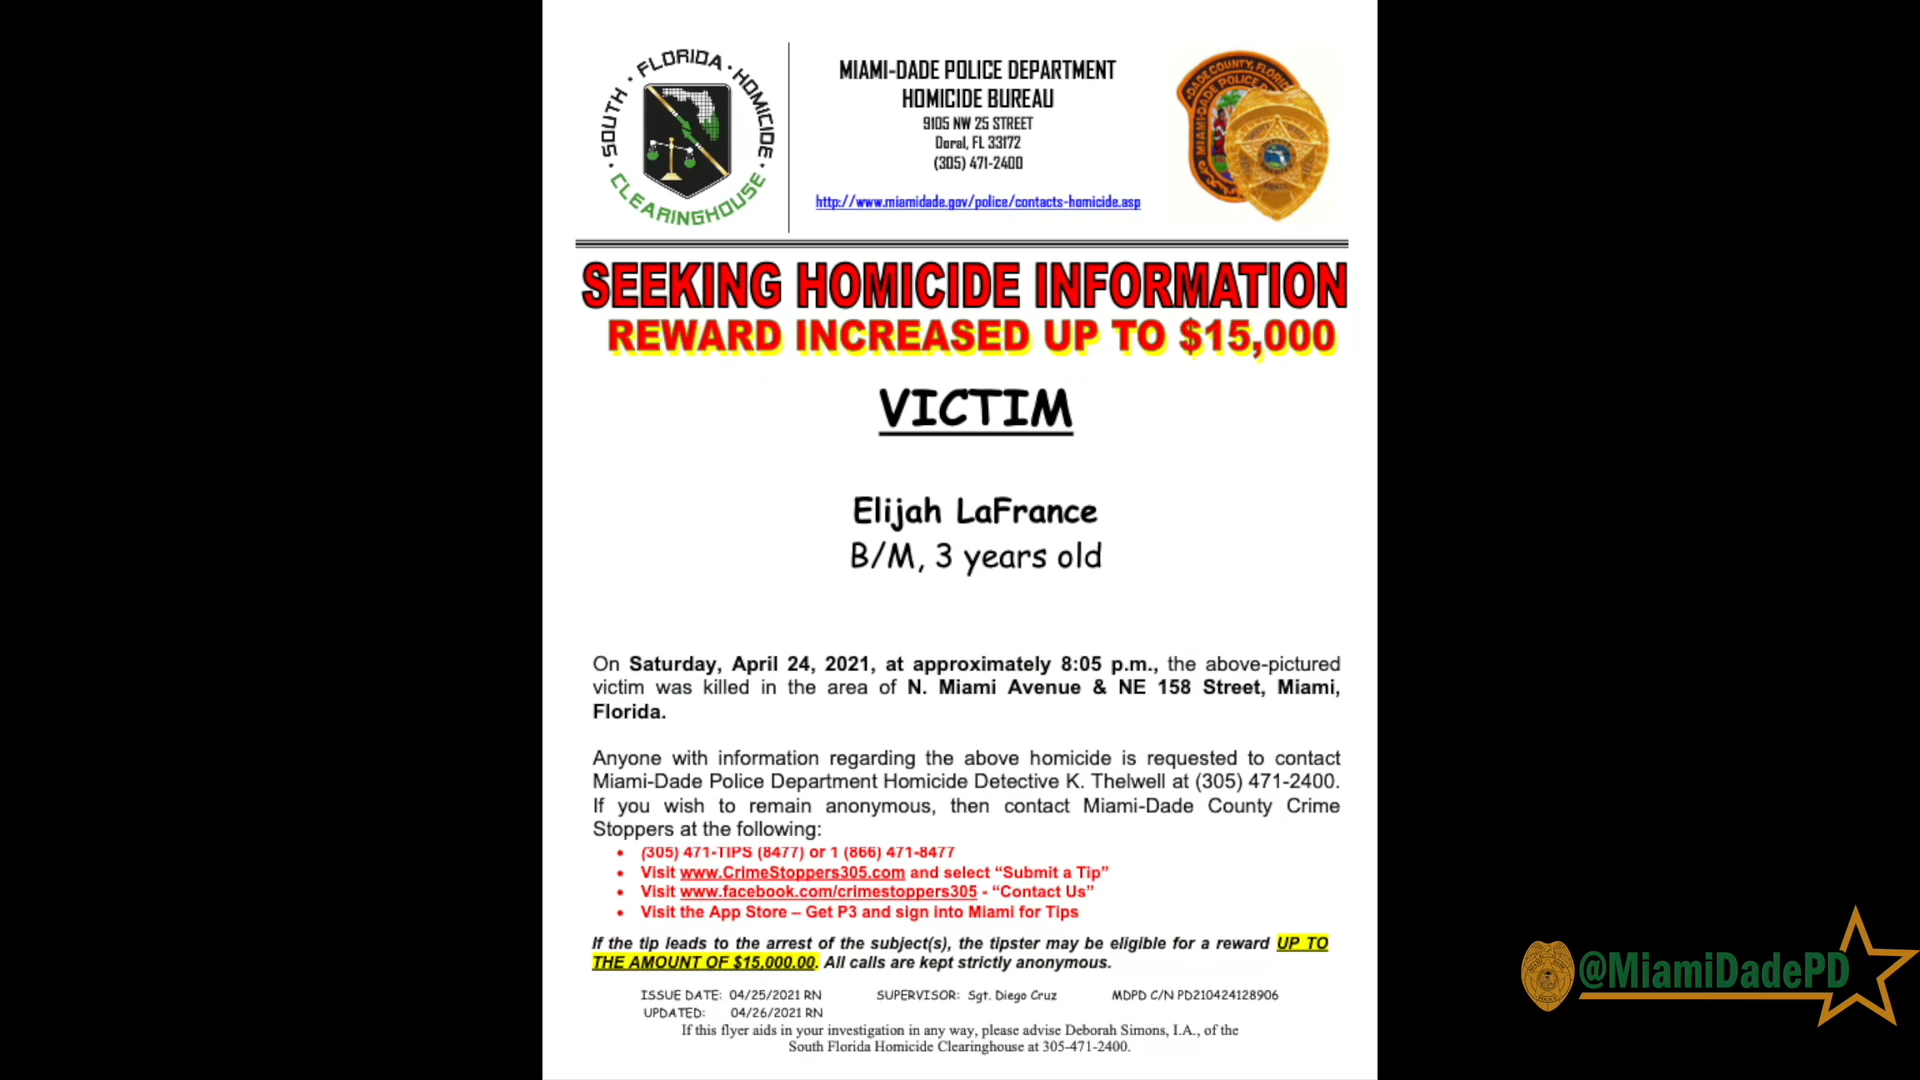 SOUTH · FLORIDA · HOMICIDE ·
CLEARINGHOUSE
MIAMI-DADE POLICE DEPARTMENT
HOMICIDE BUREAU
9105 NW 25 STREET
Doral, FL 33172
(305) 471-2400
http://www.miamidade.gov/police/contacts-homicide.asp
SEEKING HOMICIDE INFORMATION
REWARD INCREASED UP TO $15,000
VICTIM
Elijah LaFrance
B/M, 3 years old
On Saturday, April 24, 2021, at approximately 8:05 p.m., the above-pictured
victim was killed in the area of N. Miami Avenue & NE 158 Street, Miami,
Florida.
Anyone with information regarding the above homicide is requested to contact
Miami-Dade Police Department Homicide Detective K. Thelwell at (305) 471-2400.
If you wish to remain anonymous, then contact Miami-Dade County Crime
Stoppers at the following:
• (305) 471-TIPS (8477) or 1 (866) 471-8477
• Visit www.CrimeStoppers305.com and select “Submit a Tip”
• Visit www.facebook.com/crimestoppers305 - “Contact Us”
• Visit the App Store – Get P3 and sign into Miami for Tips
If the tip leads to the arrest of the subject(s), the tipster may be eligible for a reward UP TO
THE AMOUNT OF $15,000.00. All calls are kept strictly anonymous.
ISSUE DATE: 04/25/2021 RN SUPERVISOR: Sgt. Diego Cruz MDPD C/N PD210424128906
UPDATED: 04/26/2021 RN
If this flyer aids in your investigation in any way, please advise Deborah Simons, I.A., of the
South Florida Homicide Clearinghouse at 305-471-2400.
@MiamiDadePD